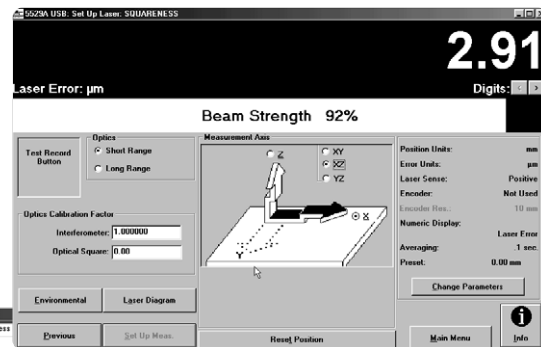 5529A USB: Set Up Laser: SQUARENESS
2.91
Laser Error: µm
Digits:
Beam Strength 92%
Test Record
Button
Optics
Short Range
Long Range
Optics Calibration Factor
Interferometer: 1.000000
Optical Square: 0.00
Environmental
Laser Diagram
Previous
Set Up Meas.
Measurement Axis
Z
XY
XZ
YZ
X
Y
Reset Position
Position Units: mm
Error Units: µm
Laser Sense: Positive
Encoder: Not Used
Encoder Res.: 10 mm
Numeric Display:
Laser Error
Averaging: .1 sec.
Preset: 0.00 mm
Change Parameters
Main Menu
Info